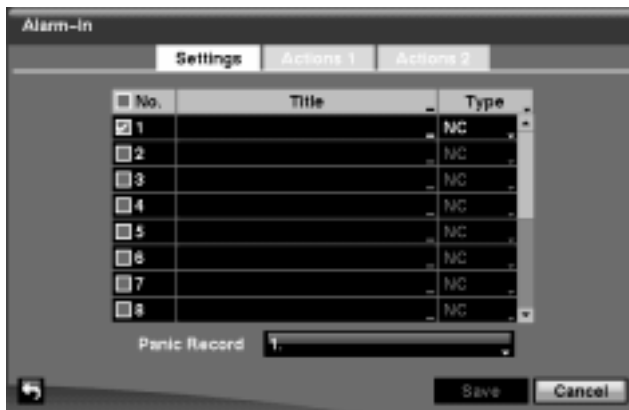 Alarm-In
Settings Actions 1 Actions 2
No. Title Type
1 NC
2 NC
3 NC
4 NC
5 NC
6 NC
7 NC
8 NC
Panic Record 1.
Save Cancel